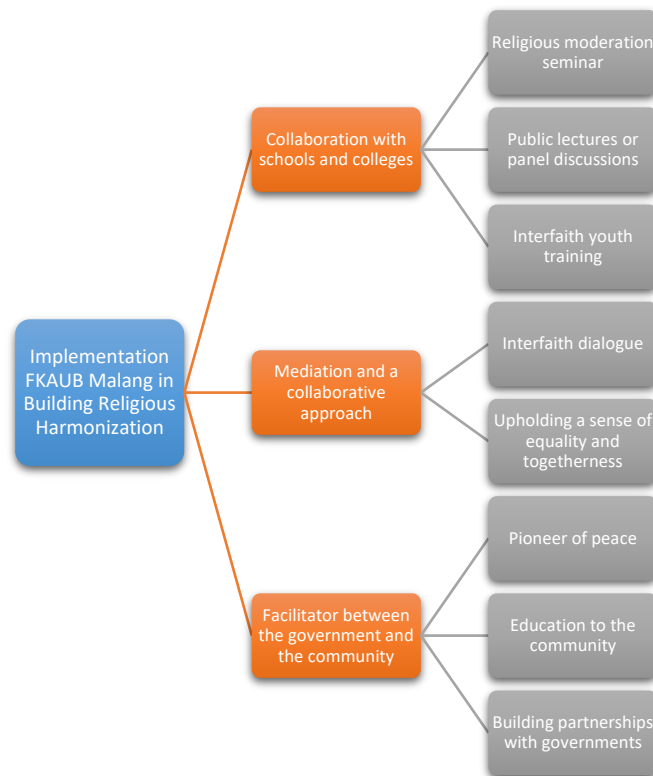 Implementation
FKAUB Malang in
Building Religious
Harmonization
Collaboration with
schools and colleges
Religious moderation
seminar
Public lectures or
panel discussions
Interfaith youth
training
Mediation and a
collaborative
approach
Interfaith dialogue
Upholding a sense of
equality and
togetherness
Facilitator between
the government and
the community
Pioneer of peace
Education to the
community
Building partnerships
with governments